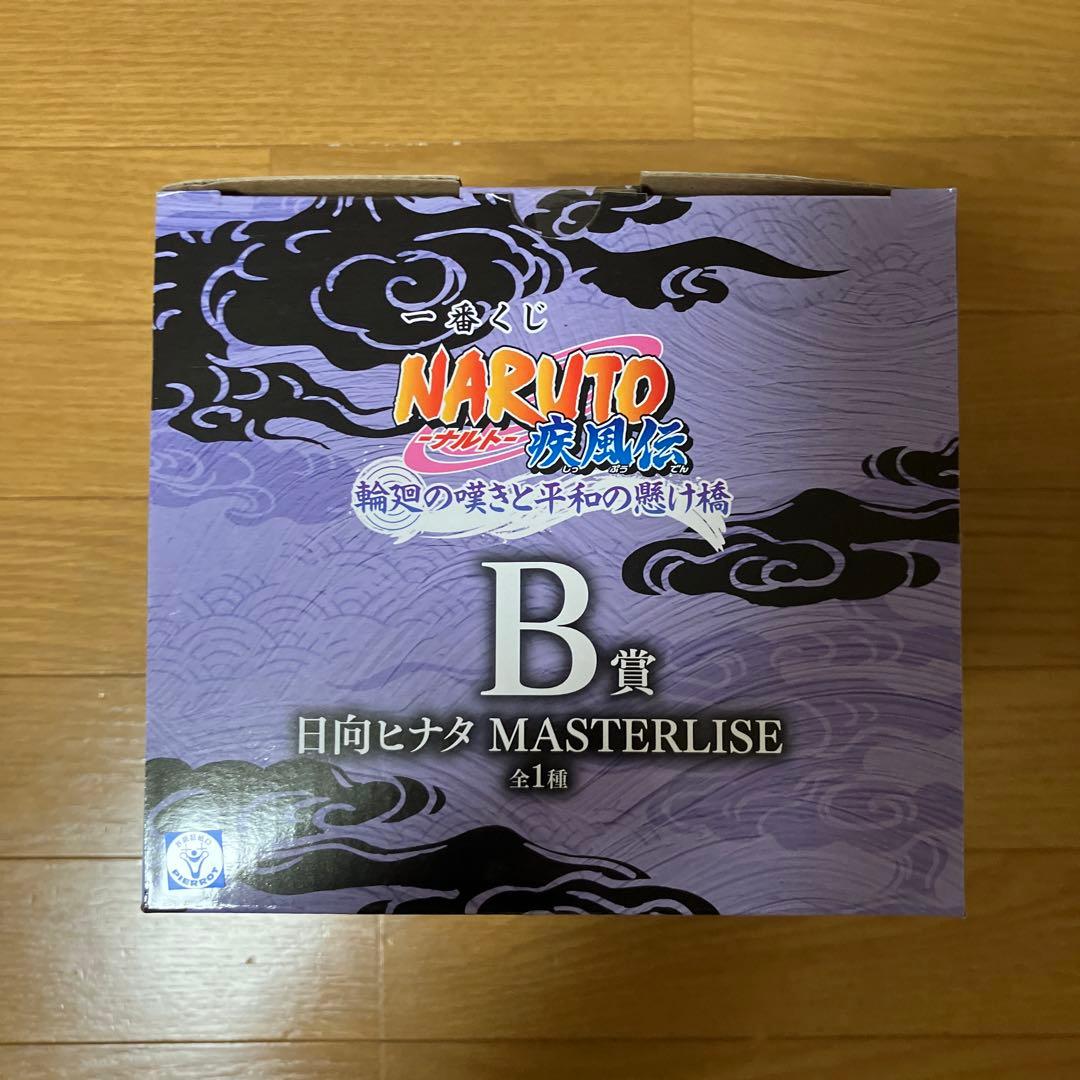 一番くじ
NARUTO
-ナルト-
疾風伝
しっ ぷう でん
輪廻の嘆きと平和の懸け橋
B賞
日向ヒナタ MASTERLISE
全1種
PIERROT